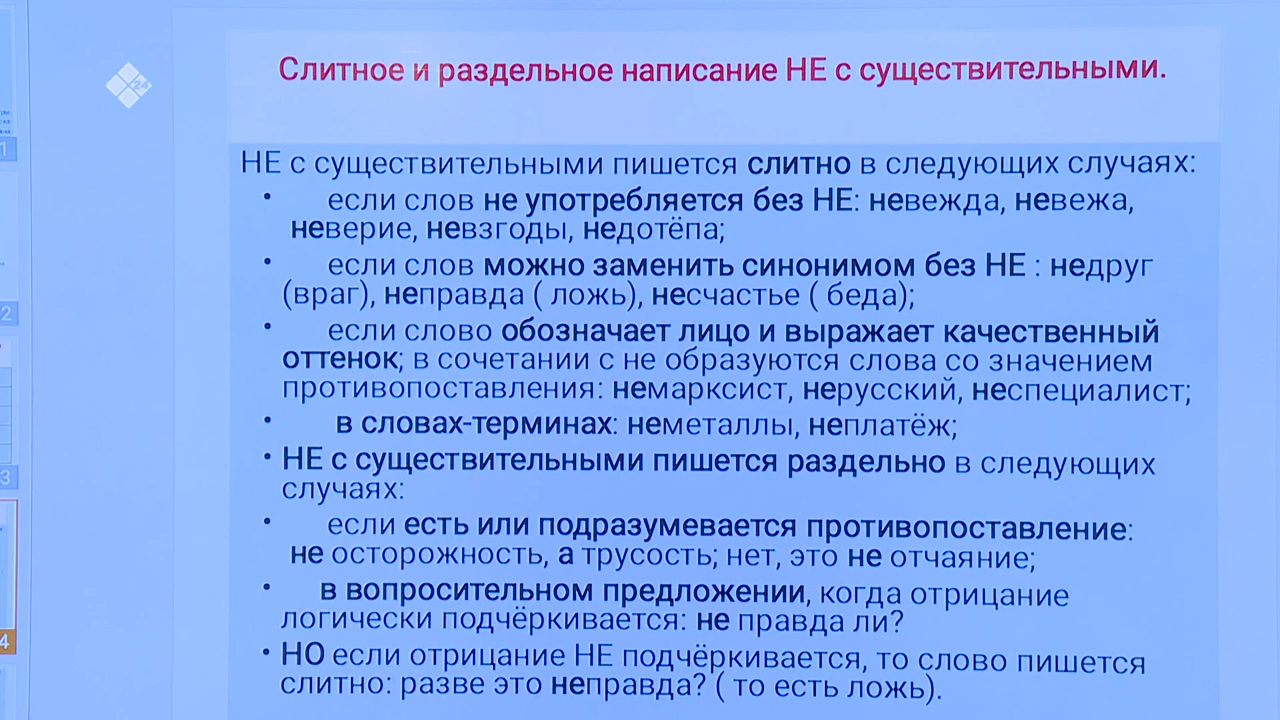 24
Слитное и раздельное написание НЕ с существительными.
НЕ с существительными пишется слитно в следующих случаях:
• если слов не употребляется без НЕ: невежда, невежа,
неверие, невзгоды, недотёпа;
• если слов можно заменить синонимом без НЕ : недруг
(враг), неправда ( ложь), несчастье ( беда);
• если слово обозначает лицо и выражает качественный
оттенок; в сочетании с не образуются слова со значением
противопоставления: немарксист, нерусский, неспециалист;
• в словах-терминах: неметаллы, неплатёж;
• НЕ с существительными пишется раздельно в следующих
случаях:
• если есть или подразумевается противопоставление:
не осторожность, а трусость; нет, это не отчаяние;
• в вопросительном предложении, когда отрицание
логически подчёркивается: не правда ли?
• НО если отрицание НЕ подчёркивается, то слово пишется
слитно: разве это неправда? ( то есть ложь).
1
2
3
4